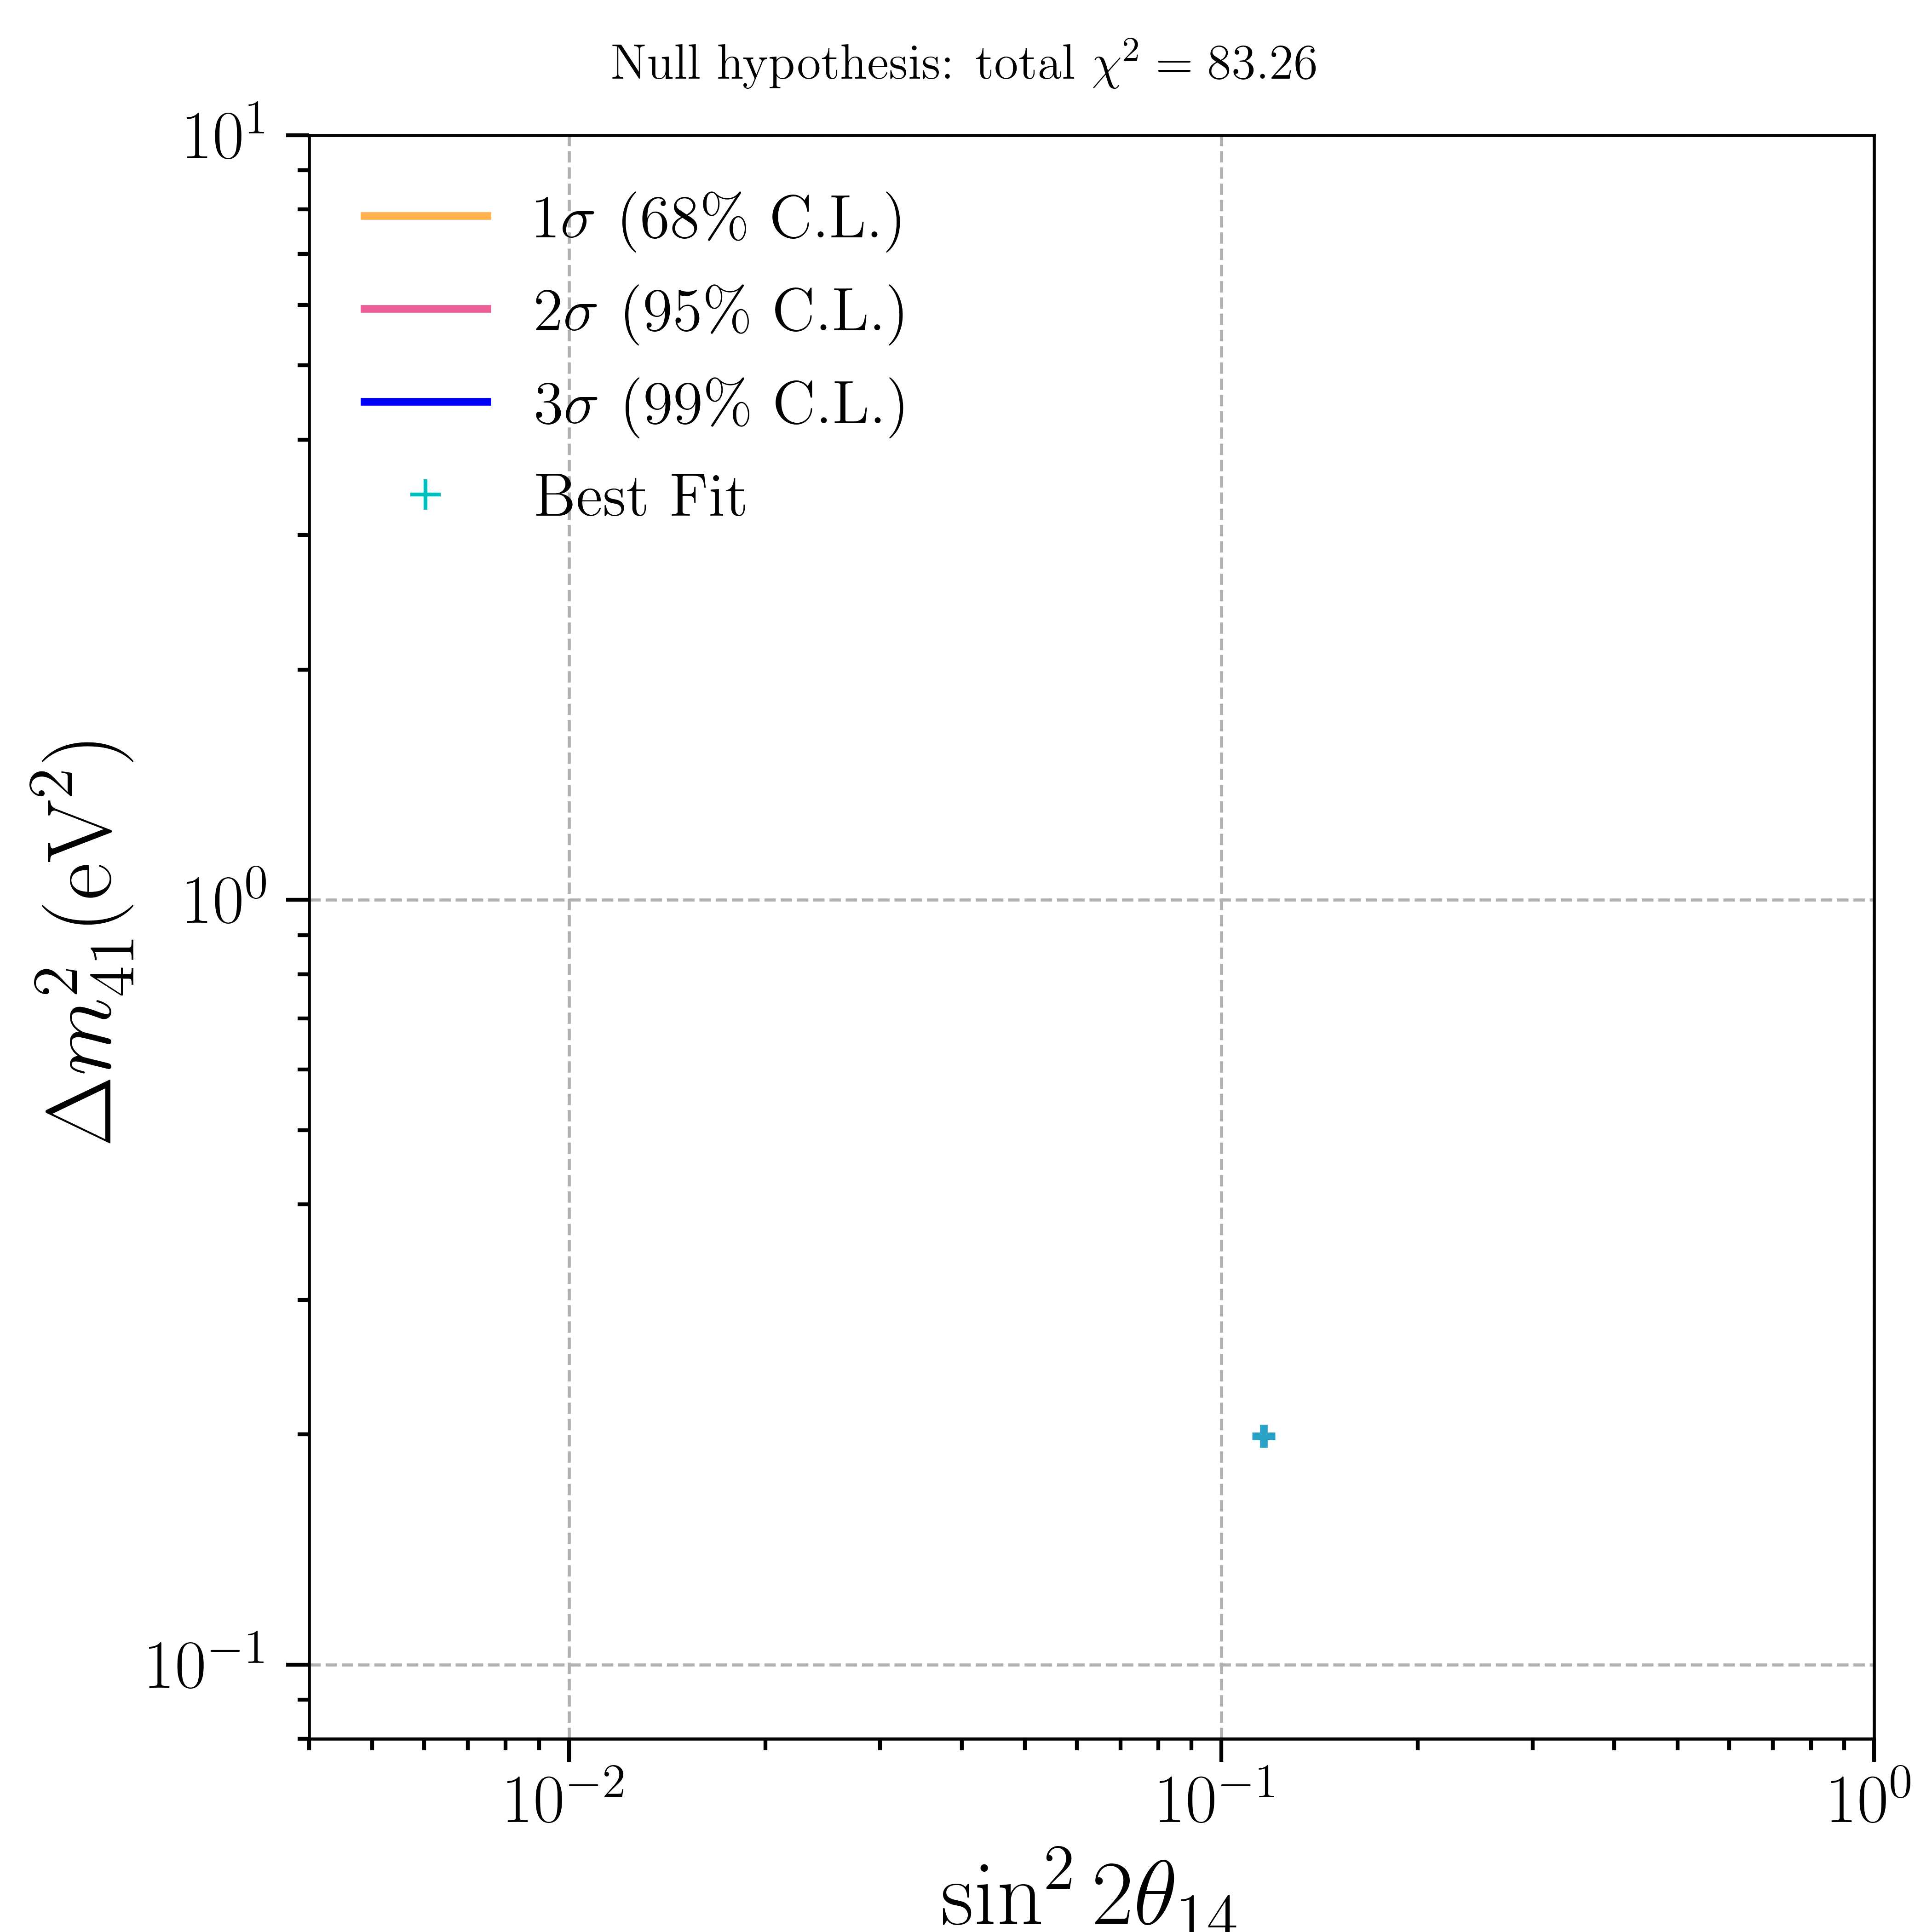 Null hypothesis: total χ² = 83.26
10¹
1σ (68% C.L.)
2σ (95% C.L.)
3σ (99% C.L.)
Best Fit
Δm²₄₁(eV²)
10⁰
10⁻¹
10⁻² 10⁻¹ 10⁰
sin² 2θ₁₄